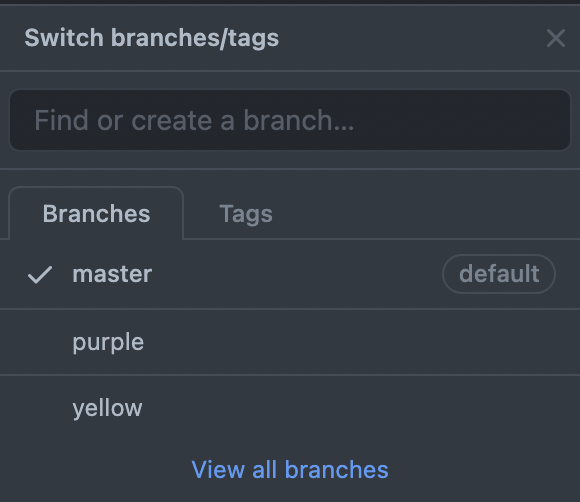 Switch branches/tags
Find or create a branch...
Branches Tags
master default
purple
yellow
View all branches